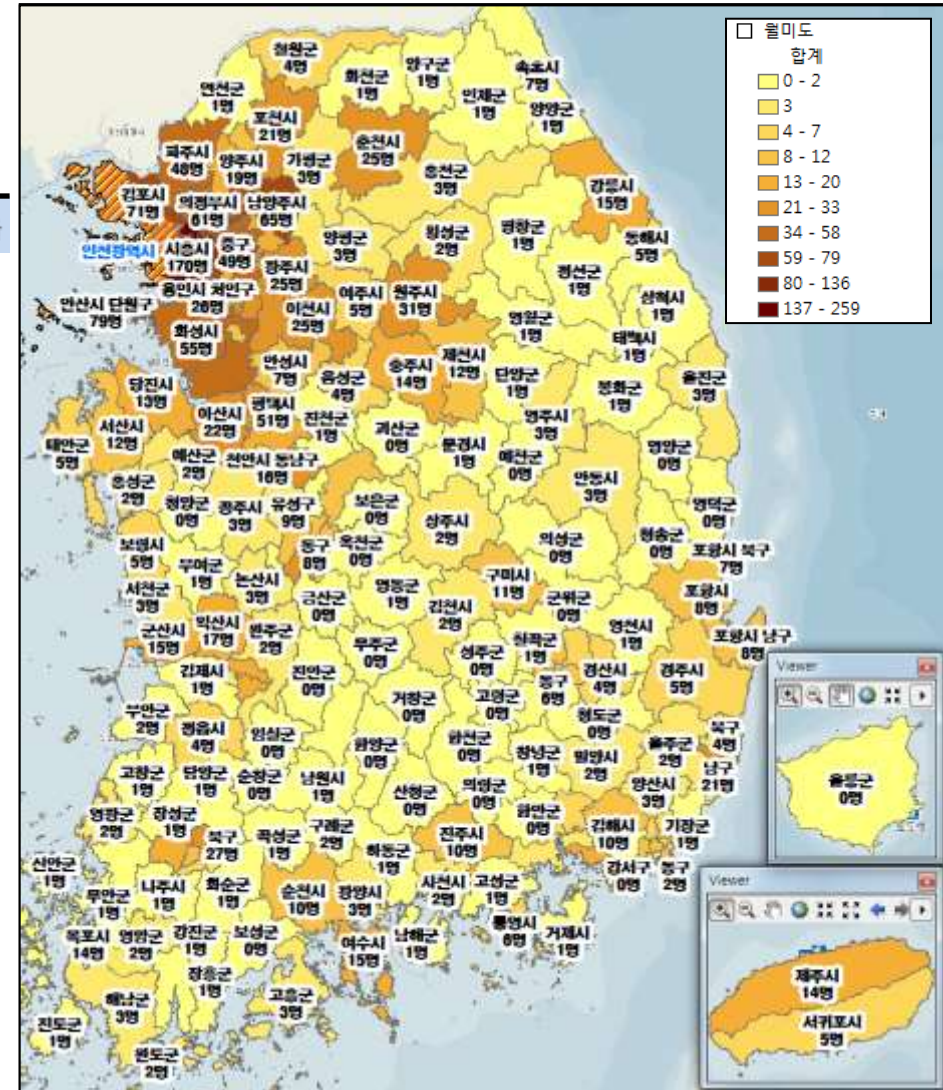 월미도
합계
0 - 2
3
4 - 7
8 - 12
13 - 20
21 - 33
34 - 58
59 - 79
80 - 136
137 - 259
철원군
4명
화천군
1명
양구군
1명
속초시
7명
연천군
1명
인제군
1명
양양군
1명
포천시
21명
춘천시
25명
파주시
48명
양주시
19명
가평군
3명
홍천군
3명
강릉시
15명
김포시
71명
의정부시
61명
남양주시
65명
양평군
3명
횡성군
2명
평창군
1명
동해시
5명
인천광역시
시흥시
170명
중구
49명
광주시
25명
정선군
1명
삼척시
1명
안산시 단원구
79명
용인시 처인구
26명
이천시
25명
여주시
5명
원주시
31명
영월군
1명
태백시
1명
화성시
55명
안성시
7명
음성군
4명
충주시
14명
제천시
12명
단양군
1명
봉화군
1명
울진군
3명
당진시
13명
아산시
22명
평택시
51명
진천군
1명
괴산군
0명
영주시
3명
서산시
12명
태안군
5명
예산군
2명
천안시 동남구
16명
문경시
1명
예천군
0명
영양군
0명
안동시
3명
홍성군
2명
청양군
0명
공주시
3명
유성구
9명
보은군
0명
상주시
2명
의성군
0명
청송군
0명
영덕군
0명
보령시
5명
부여군
1명
논산시
3명
동구
8명
옥천군
0명
포항시 북구
7명
서천군
3명
금산군
0명
영동군
1명
김천시
2명
구미시
11명
군위군
0명
포항시
8명
군산시
15명
익산시
17명
완주군
2명
무주군
0명
성주군
0명
칠곡군
1명
영천시
1명
포항시 남구
8명
김제시
1명
진안군
0명
거창군
0명
고령군
0명
동구
6명
경산시
4명
경주시
5명
부안군
2명
정읍시
4명
임실군
0명
함양군
0명
합천군
0명
청도군
0명
창녕군
1명
밀양시
2명
울주군
2명
북구
4명
고창군
1명
담양군
1명
순창군
0명
남원시
1명
산청군
0명
의령군
0명
양산시
3명
남구
21명
영광군
2명
장성군
1명
북구
27명
곡성군
1명
구례군
2명
진주시
10명
함안군
0명
김해시
10명
기장군
1명
신안군
1명
무안군
1명
나주시
1명
화순군
1명
순천시
10명
광양시
3명
하동군
1명
사천시
2명
고성군
1명
강서구
0명
동구
2명
목포시
14명
영암군
2명
강진군
1명
보성군
0명
여수시
15명
남해군
1명
통영시
6명
거제시
1명
장흥군
1명
해남군
3명
고흥군
3명
진도군
1명
완도군
2명
Viewer
울릉군
0명
Viewer
제주시
14명
서귀포시
5명